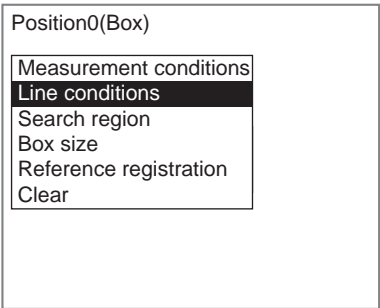 Position0(Box)
Measurement conditions
Line conditions
Search region
Box size
Reference registration
Clear